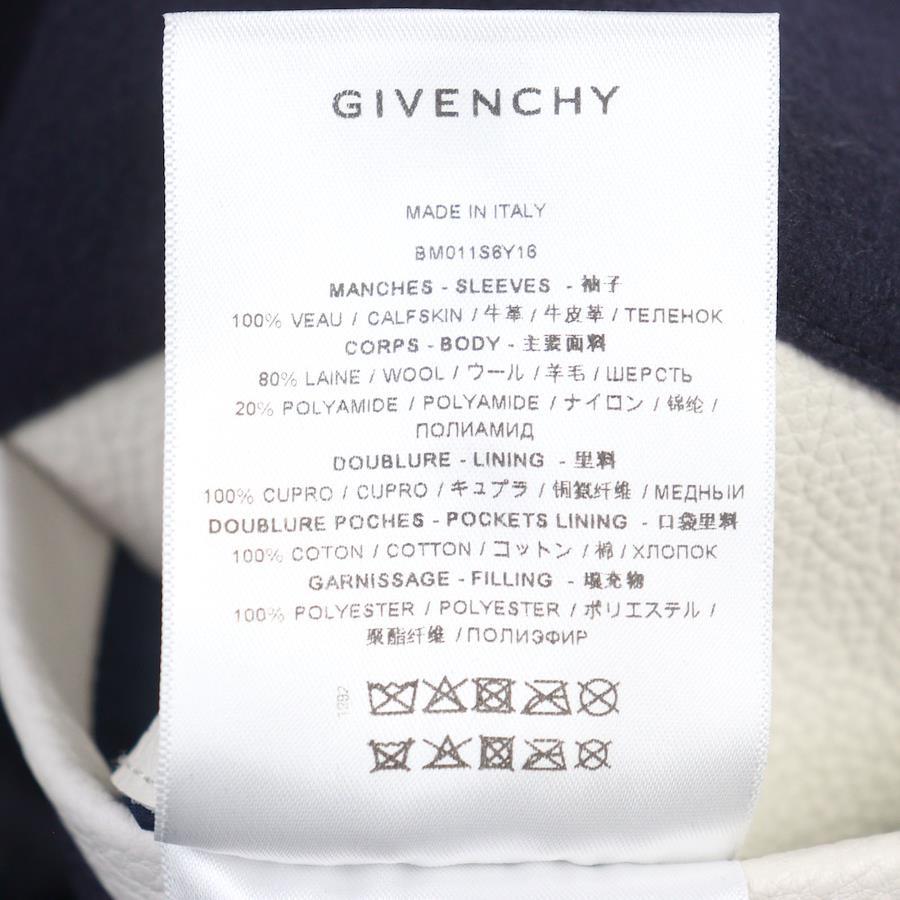 GIVENCHY
MADE IN ITALY
BM011S6Y16
MANCHES - SLEEVES - 袖子
100% VEAU / CALFSKIN / 牛革 / 牛皮革 / ТЕЛЕНОК
CORPS - BODY - 主要面料
80% LAINE / WOOL / ウール / 羊毛 / ШЕРСТЬ
20% POLYAMIDE / POLYAMIDE / ナイロン / 锦纶 /
ПОЛИАМИД
DOUBLURE - LINING - 里料
100% CUPRO / CUPRO / キュプラ / 铜氨纤维 / МЕДНЫЙ
DOUBLURE POCHES - POCKETS LINING - 口袋里料
100% COTON / COTTON / コットン / 棉 / ХЛОПОК
GARNISSAGE - FILLING - 填充物
100% POLYESTER / POLYESTER / ポリエステル /
聚酯纤维 / ПОЛИЭФИР
1392